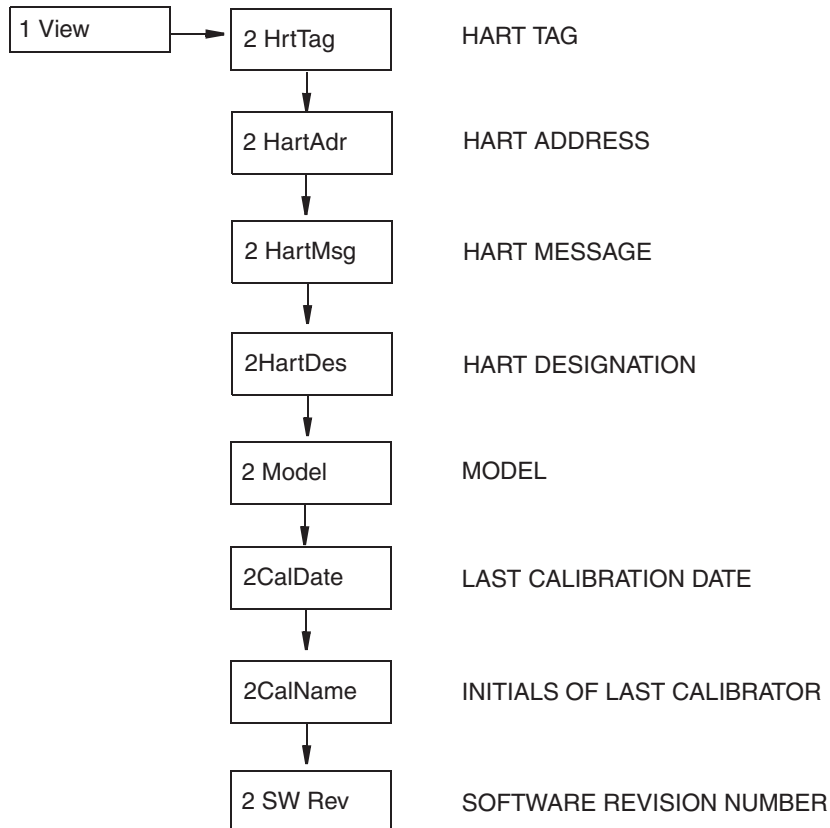 1 View
2 HrtTag HART TAG
2 HartAdr HART ADDRESS
2 HartMsg HART MESSAGE
2HartDes HART DESIGNATION
2 Model MODEL
2CalDate LAST CALIBRATION DATE
2CalName INITIALS OF LAST CALIBRATOR
2 SW Rev SOFTWARE REVISION NUMBER